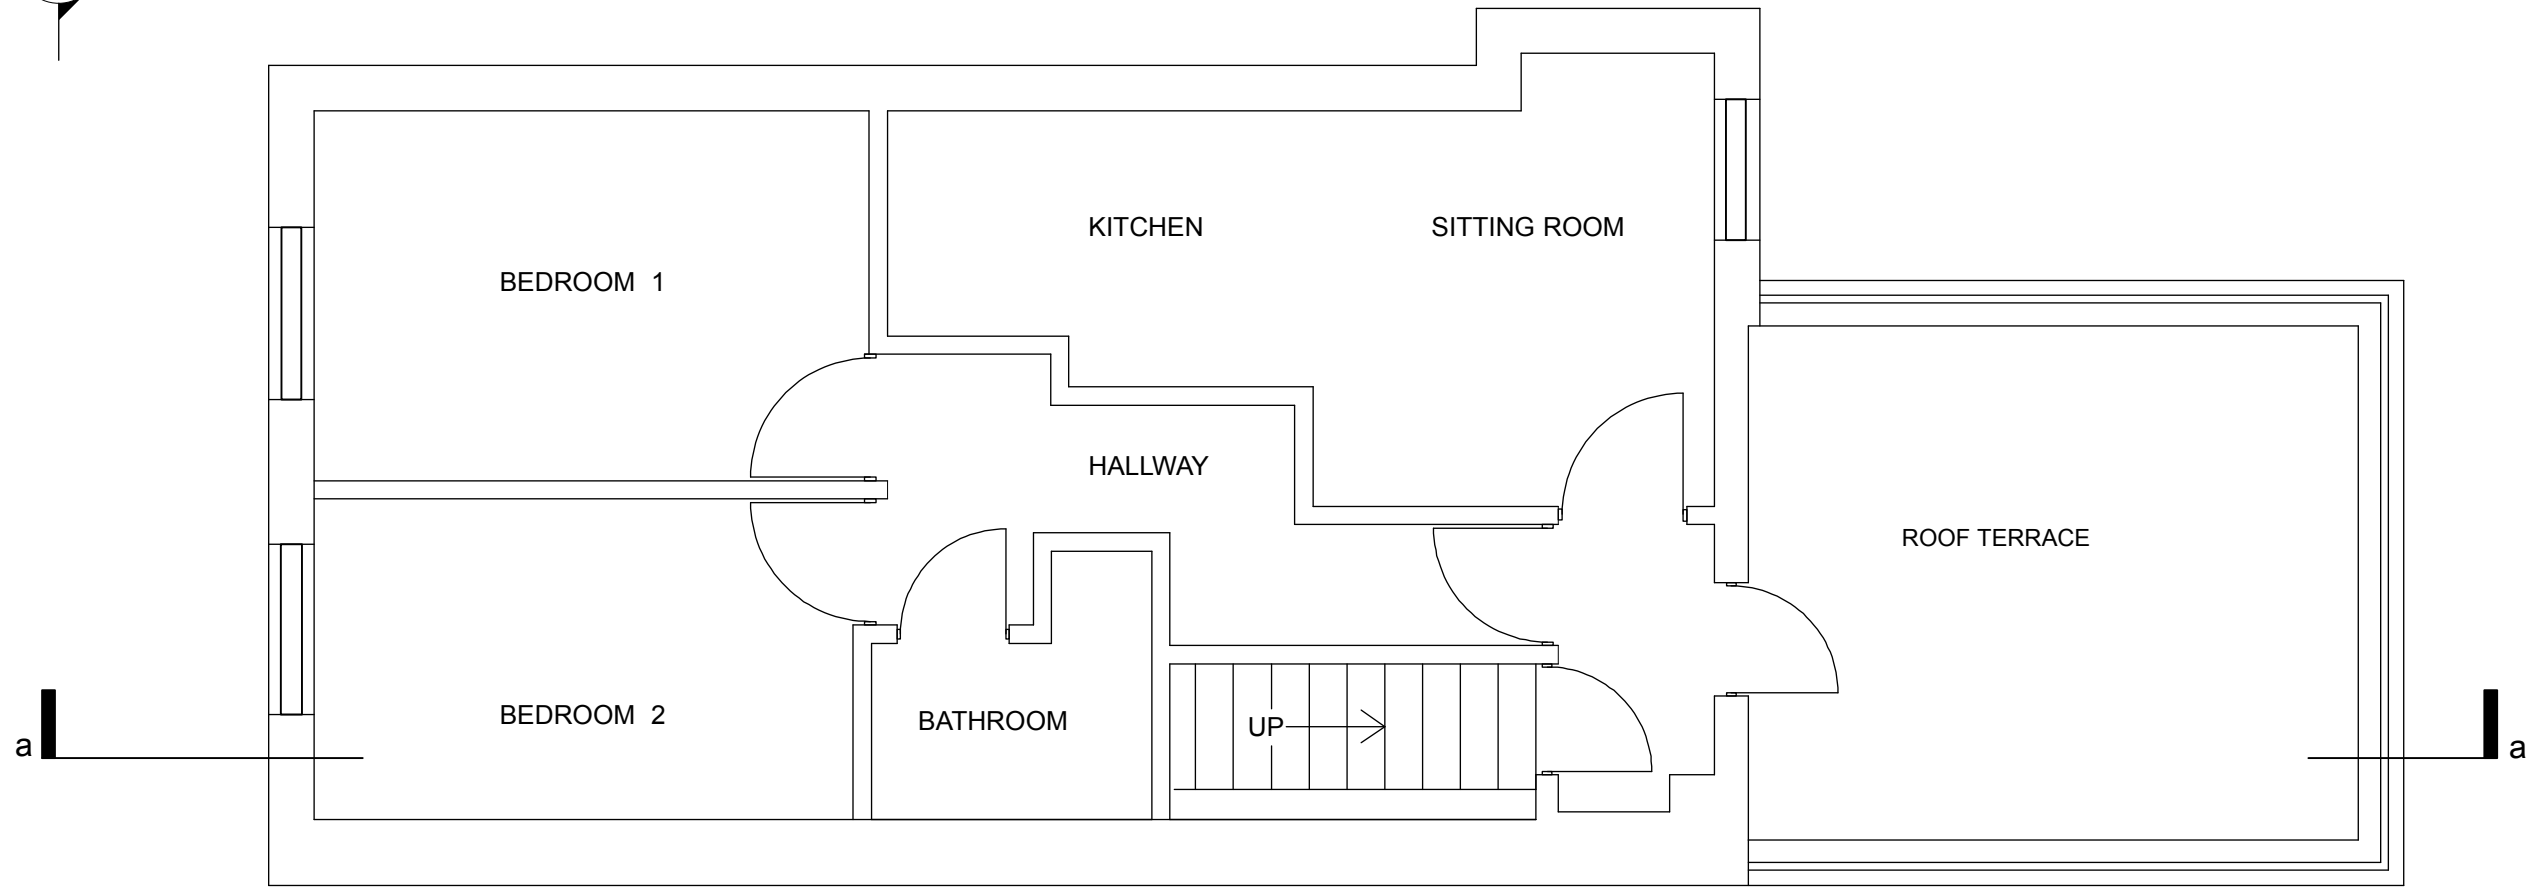 KITCHEN
SITTING ROOM
BEDROOM 1
HALLWAY
ROOF TERRACE
BEDROOM 2
BATHROOM
UP
a
a